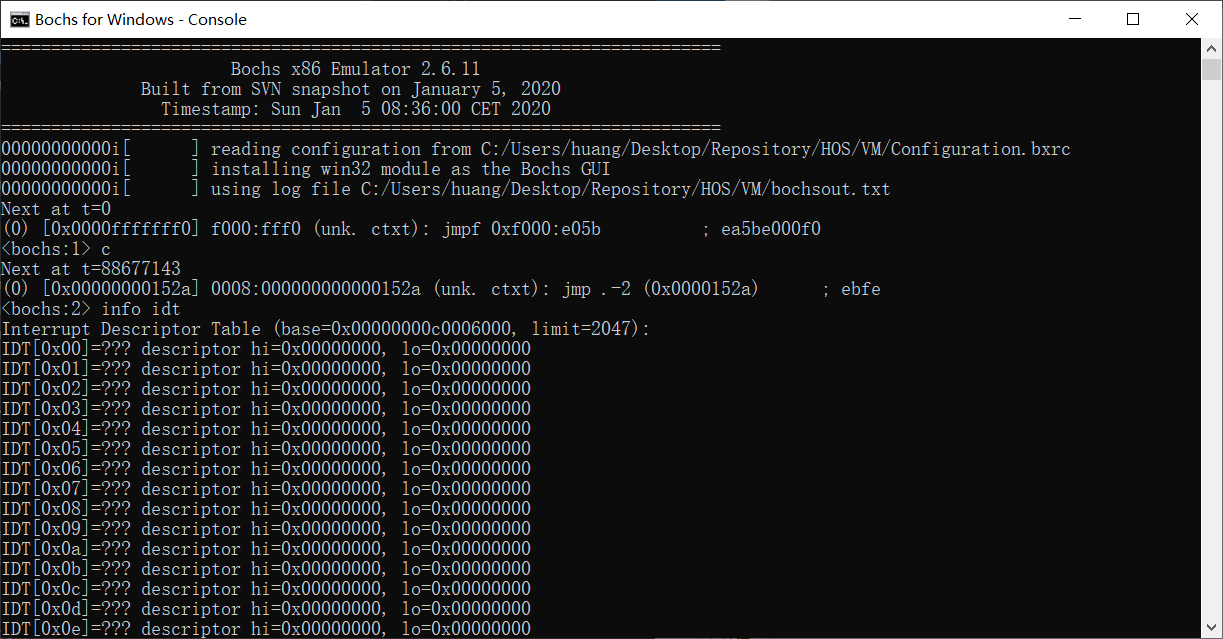 Bochs for Windows - Console
========================================================================
                       Bochs x86 Emulator 2.6.11
              Built from SVN snapshot on January 5, 2020
                Timestamp: Sun Jan  5 08:36:00 CET 2020
========================================================================
00000000000i[      ] reading configuration from C:/Users/huang/Desktop/Repository/HOS/VM/Configuration.bxrc
00000000000i[      ] installing win32 module as the Bochs GUI
00000000000i[      ] using log file C:/Users/huang/Desktop/Repository/HOS/VM/bochsout.txt
Next at t=0
(0) [0x0000fffffff0] f000:fff0 (unk. ctxt): jmpf 0xf000:e05b          ; ea5be000f0
<bochs:1> c
Next at t=88677143
(0) [0x00000000152a] 0008:000000000000152a (unk. ctxt): jmp .-2 (0x0000152a)      ; ebfe
<bochs:2> info idt
Interrupt Descriptor Table (base=0x00000000c0006000, limit=2047):
IDT[0x00]=??? descriptor hi=0x00000000, lo=0x00000000
IDT[0x01]=??? descriptor hi=0x00000000, lo=0x00000000
IDT[0x02]=??? descriptor hi=0x00000000, lo=0x00000000
IDT[0x03]=??? descriptor hi=0x00000000, lo=0x00000000
IDT[0x04]=??? descriptor hi=0x00000000, lo=0x00000000
IDT[0x05]=??? descriptor hi=0x00000000, lo=0x00000000
IDT[0x06]=??? descriptor hi=0x00000000, lo=0x00000000
IDT[0x07]=??? descriptor hi=0x00000000, lo=0x00000000
IDT[0x08]=??? descriptor hi=0x00000000, lo=0x00000000
IDT[0x09]=??? descriptor hi=0x00000000, lo=0x00000000
IDT[0x0a]=??? descriptor hi=0x00000000, lo=0x00000000
IDT[0x0b]=??? descriptor hi=0x00000000, lo=0x00000000
IDT[0x0c]=??? descriptor hi=0x00000000, lo=0x00000000
IDT[0x0d]=??? descriptor hi=0x00000000, lo=0x00000000
IDT[0x0e]=??? descriptor hi=0x00000000, lo=0x00000000